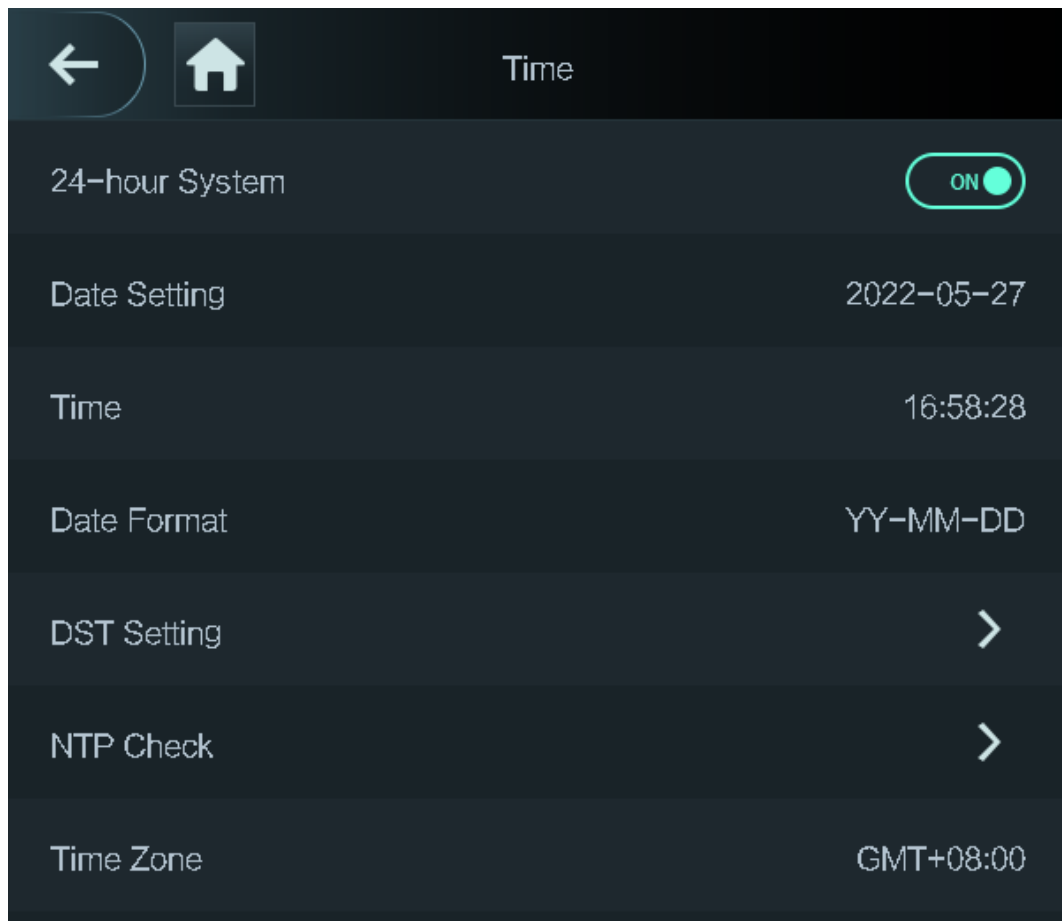 Time
24-hour System ON
Date Setting 2022-05-27
Time 16:58:28
Date Format YY-MM-DD
DST Setting
NTP Check
Time Zone GMT+08:00